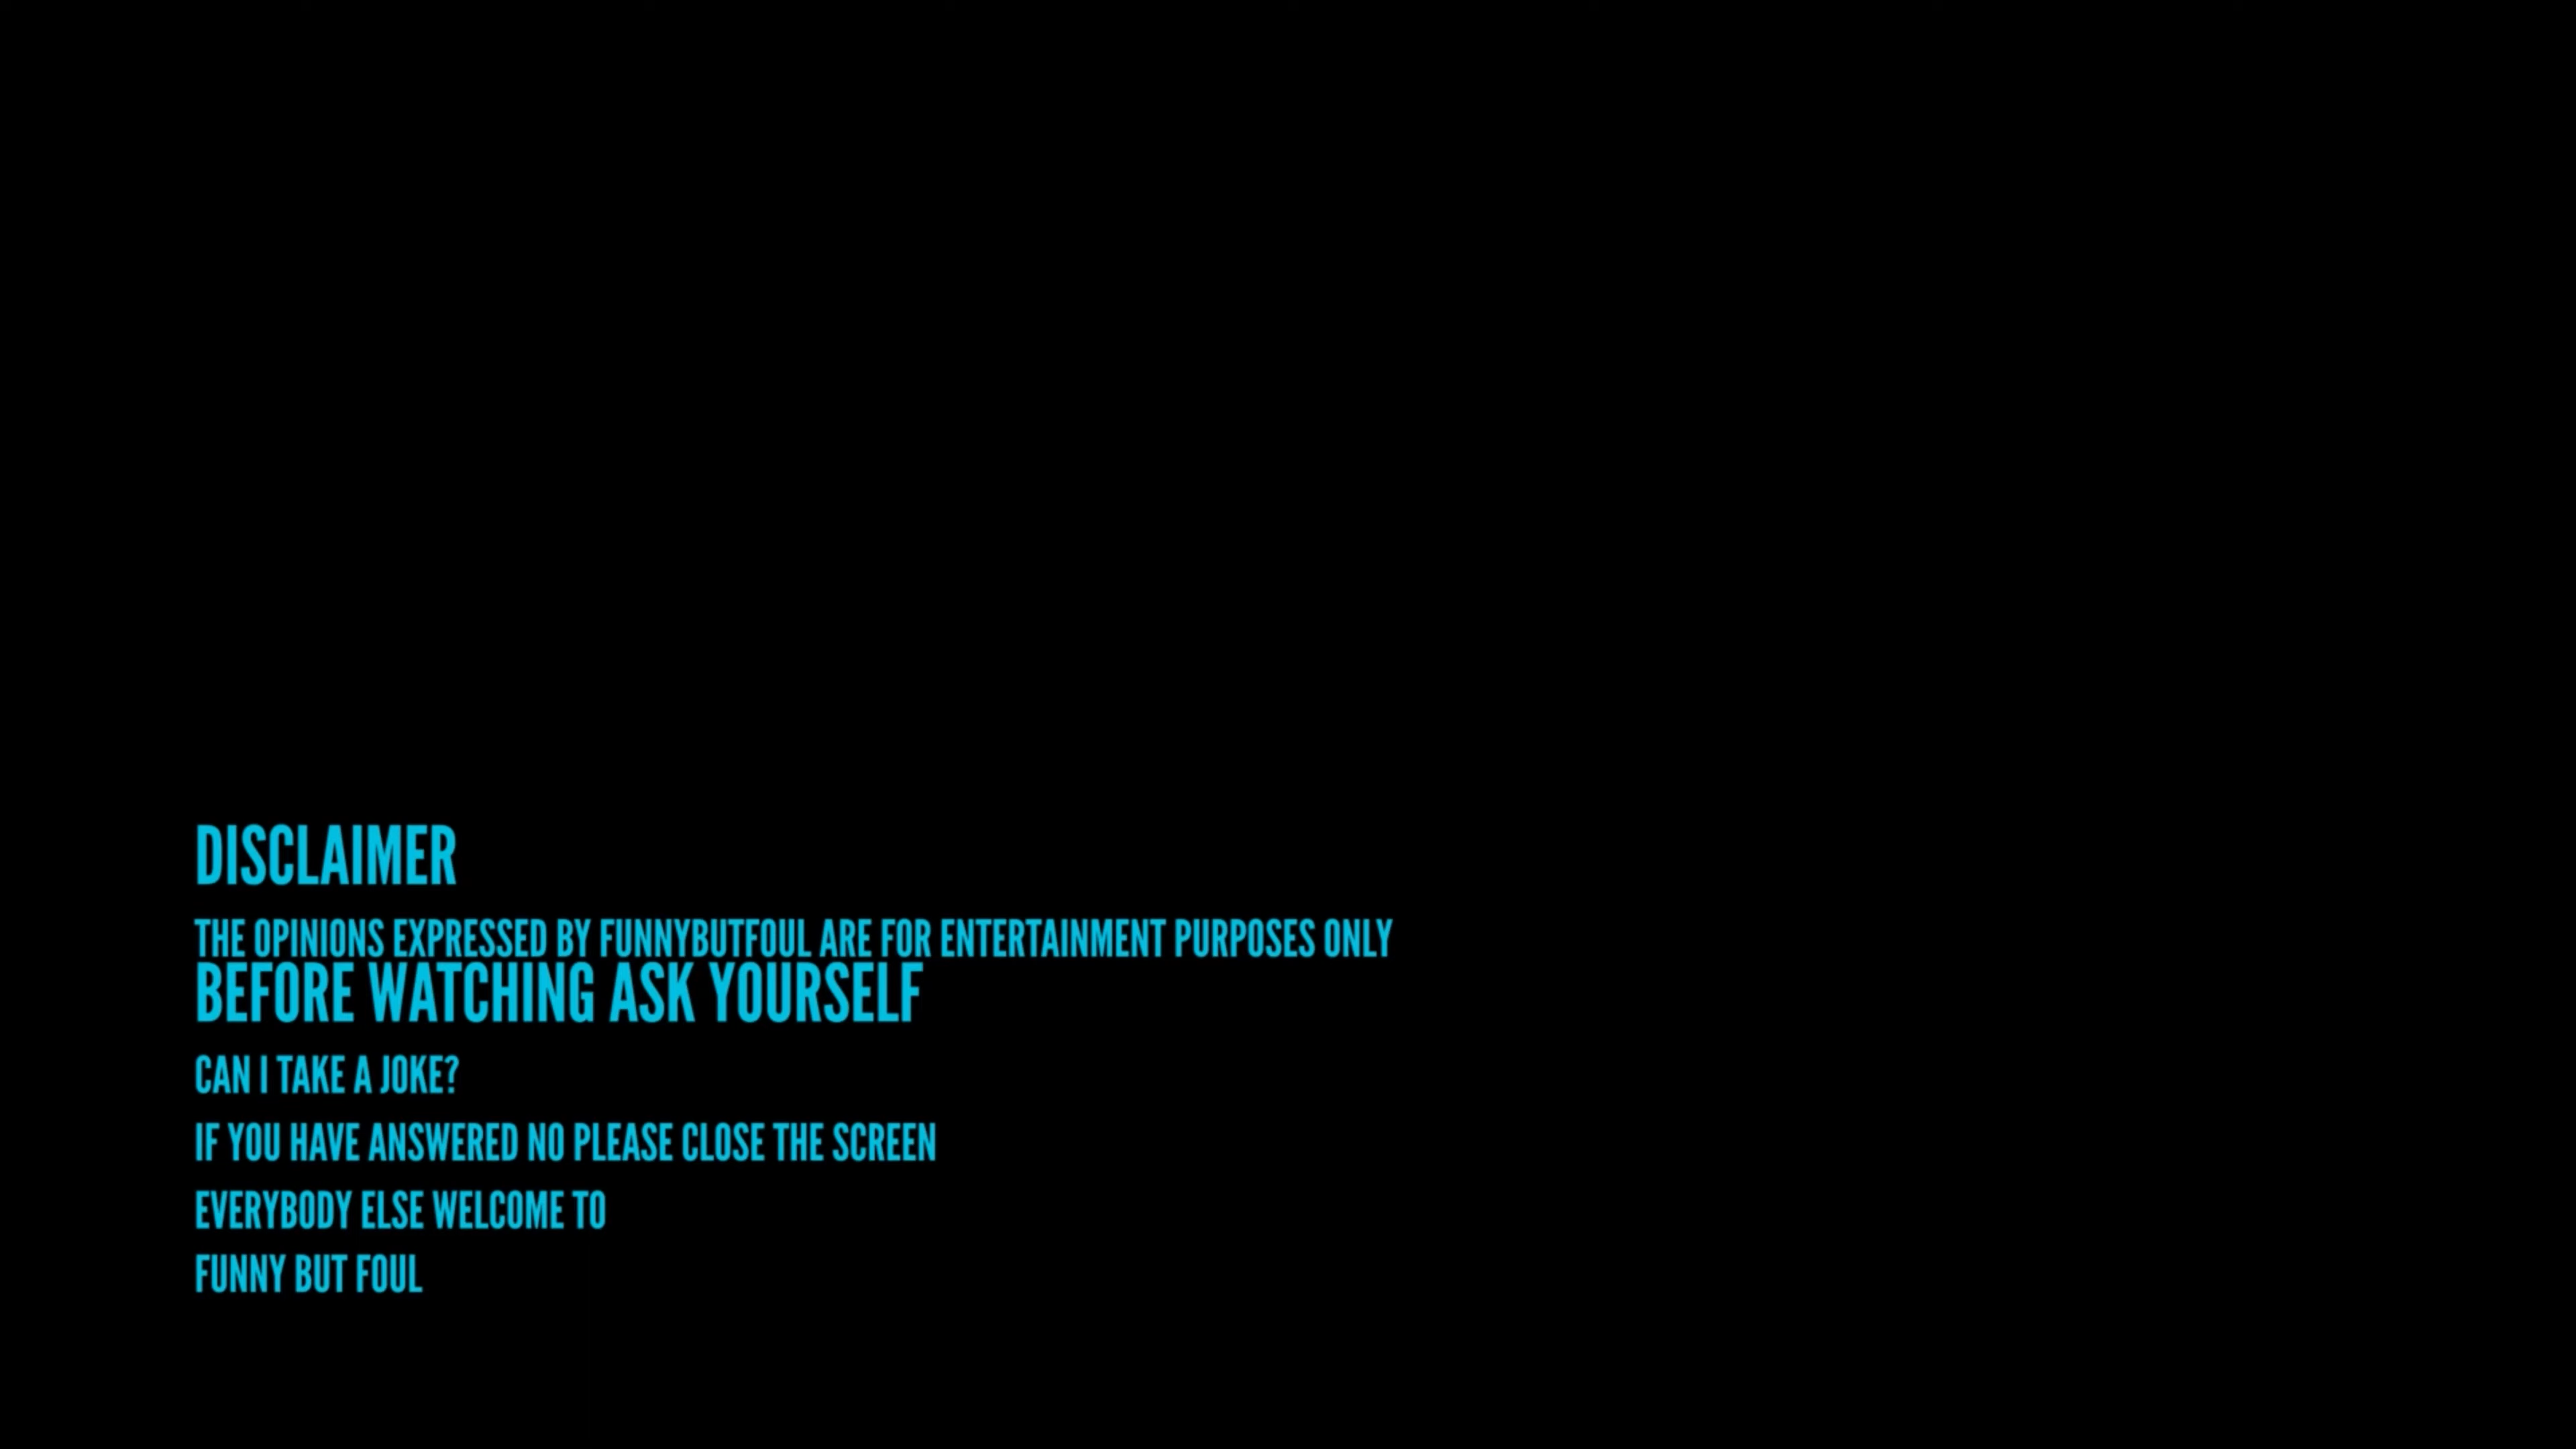 DISCLAIMER
THE OPINIONS EXPRESSED BY FUNNYBUTFOUL ARE FOR ENTERTAINMENT PURPOSES ONLY
BEFORE WATCHING ASK YOURSELF
CAN I TAKE A JOKE?
IF YOU HAVE ANSWERED NO PLEASE CLOSE THE SCREEN
EVERYBODY ELSE WELCOME TO
FUNNY BUT FOUL